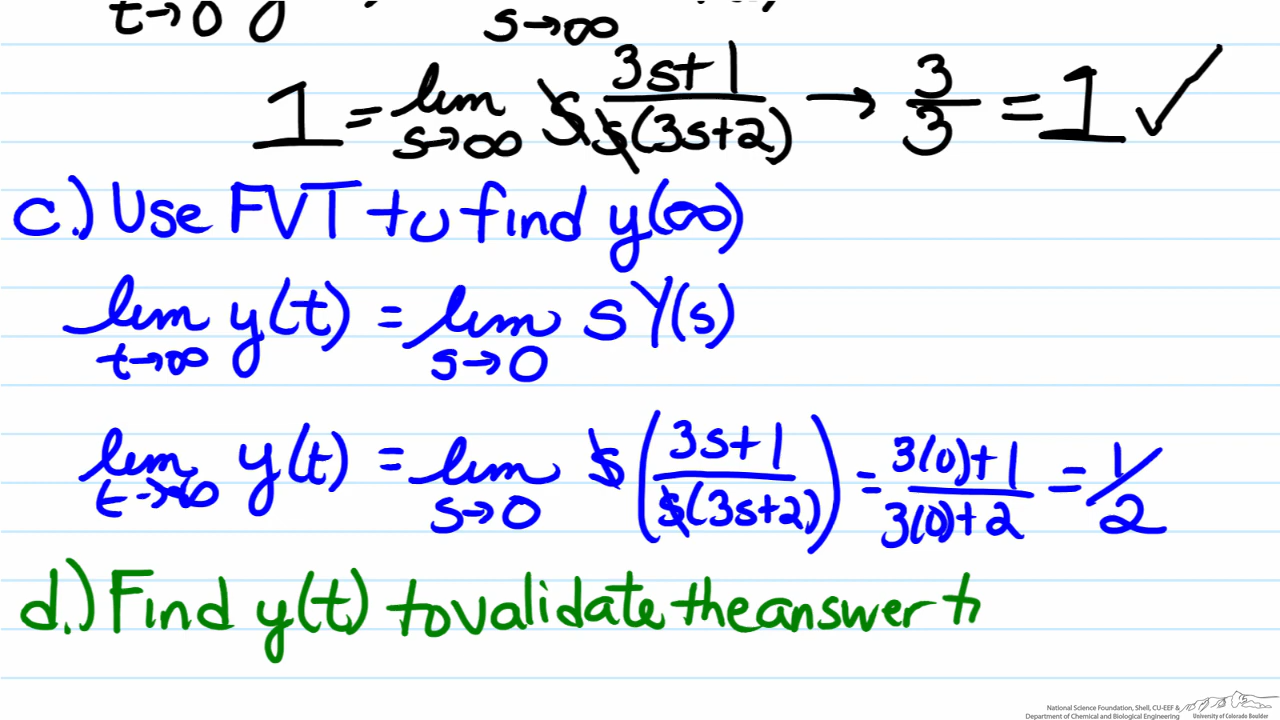 t→0 s→∞
1 = lim s→∞ s (3s+1)/(s(3s+2)) → 3/3 = 1 ✓
c.) Use FVT to find y(∞)
lim t→∞ y(t) = lim s→0 sY(s)
lim t→∞ y(t) = lim s→0 s((3s+1)/(s(3s+2))) = (3(0)+1)/(3(0)+2) = 1/2
d.) Find y(t) to validate the answer t
National Science Foundation, Shell, CU-EEF &
Department of Chemical and Biological Engineering
University of Colorado Boulder